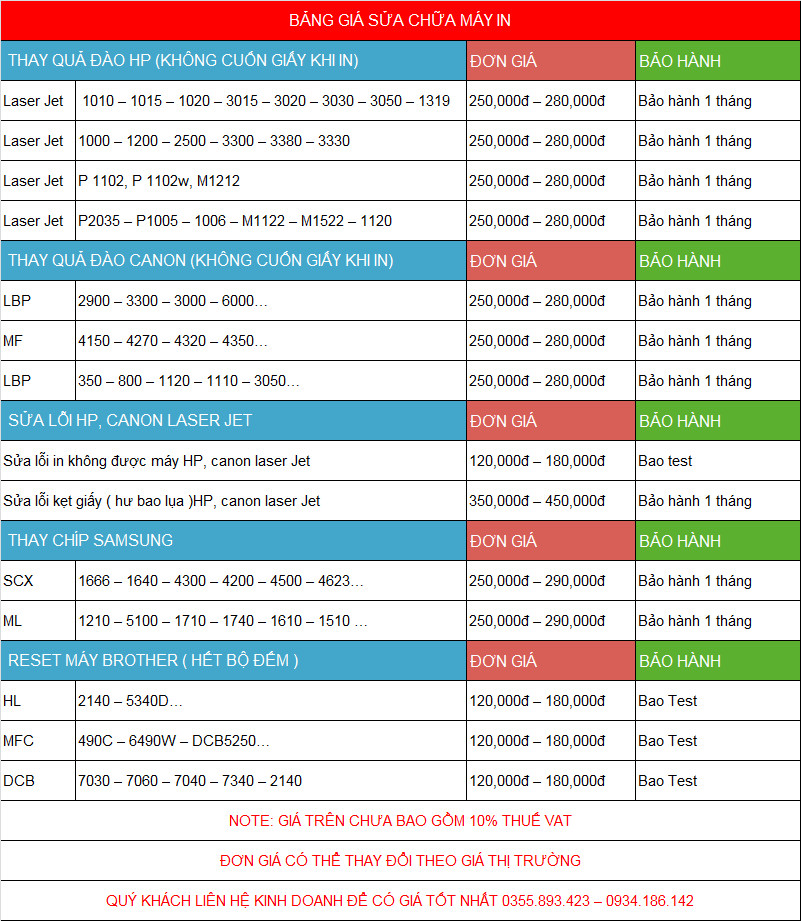 BẢNG GIÁ SỬA CHỮA MÁY IN
THAY QUẢ ĐÀO HP (KHÔNG CUỐN GIẤY KHI IN) ĐƠN GIÁ BẢO HÀNH
Laser Jet 1010 – 1015 – 1020 – 3015 – 3020 – 3030 – 3050 – 1319 250,000đ – 280,000đ Bảo hành 1 tháng
Laser Jet 1000 – 1200 – 2500 – 3300 – 3380 – 3330 250,000đ – 280,000đ Bảo hành 1 tháng
Laser Jet P 1102, P 1102w, M1212 250,000đ – 280,000đ Bảo hành 1 tháng
Laser Jet P2035 – P1005 – 1006 – M1122 – M1522 – 1120 250,000đ – 280,000đ Bảo hành 1 tháng
THAY QUẢ ĐÀO CANON (KHÔNG CUỐN GIẤY KHI IN) ĐƠN GIÁ BẢO HÀNH
LBP 2900 – 3300 – 3000 – 6000… 250,000đ – 280,000đ Bảo hành 1 tháng
MF 4150 – 4270 – 4320 – 4350… 250,000đ – 280,000đ Bảo hành 1 tháng
LBP 350 – 800 – 1120 – 1110 – 3050… 250,000đ – 280,000đ Bảo hành 1 tháng
SỬA LỖI HP, CANON LASER JET ĐƠN GIÁ BẢO HÀNH
Sửa lỗi in không được máy HP, canon laser Jet 120,000đ – 180,000đ Bao test
Sửa lỗi kẹt giấy ( hư bao lụa )HP, canon laser Jet 350,000đ – 450,000đ Bảo hành 1 tháng
THAY CHÍP SAMSUNG ĐƠN GIÁ BẢO HÀNH
SCX 1666 – 1640 – 4300 – 4200 – 4500 – 4623… 250,000đ – 290,000đ Bảo hành 1 tháng
ML 1210 – 5100 – 1710 – 1740 – 1610 – 1510 … 250,000đ – 290,000đ Bảo hành 1 tháng
RESET MÁY BROTHER ( HẾT BỘ ĐẾM ) ĐƠN GIÁ BẢO HÀNH
HL 2140 – 5340D… 120,000đ – 180,000đ Bao Test
MFC 490C – 6490W – DCB5250… 120,000đ – 180,000đ Bao Test
DCB 7030 – 7060 – 7040 – 7340 – 2140 120,000đ – 180,000đ Bao Test
NOTE: GIÁ TRÊN CHƯA BAO GỒM 10% THUẾ VAT
ĐƠN GIÁ CÓ THỂ THAY ĐỔI THEO GIÁ THỊ TRƯỜNG
QUÝ KHÁCH LIÊN HỆ KINH DOANH ĐỂ CÓ GIÁ TỐT NHẤT 0355.893.423 – 0934.186.142